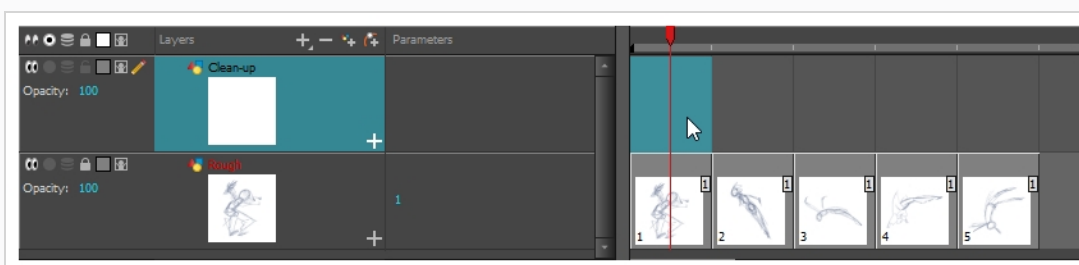 Layers Parameters
Clean-up
Opacity: 100
Rough
Opacity: 100
1
1 1 1 1 1
1 2 3 4 5